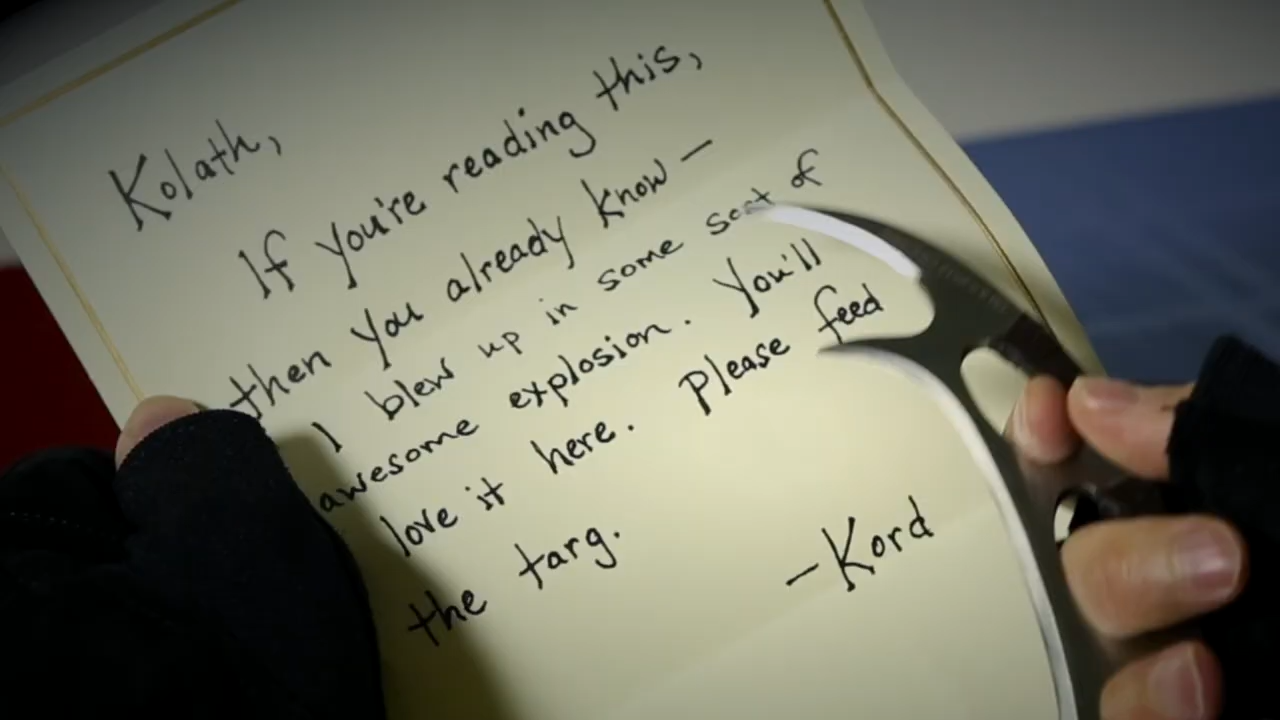 Kolath,
If you're reading this,
then you already know —
I blew up in some sort of
awesome explosion. You'll
love it here. Please feed
the targ.
— Kord